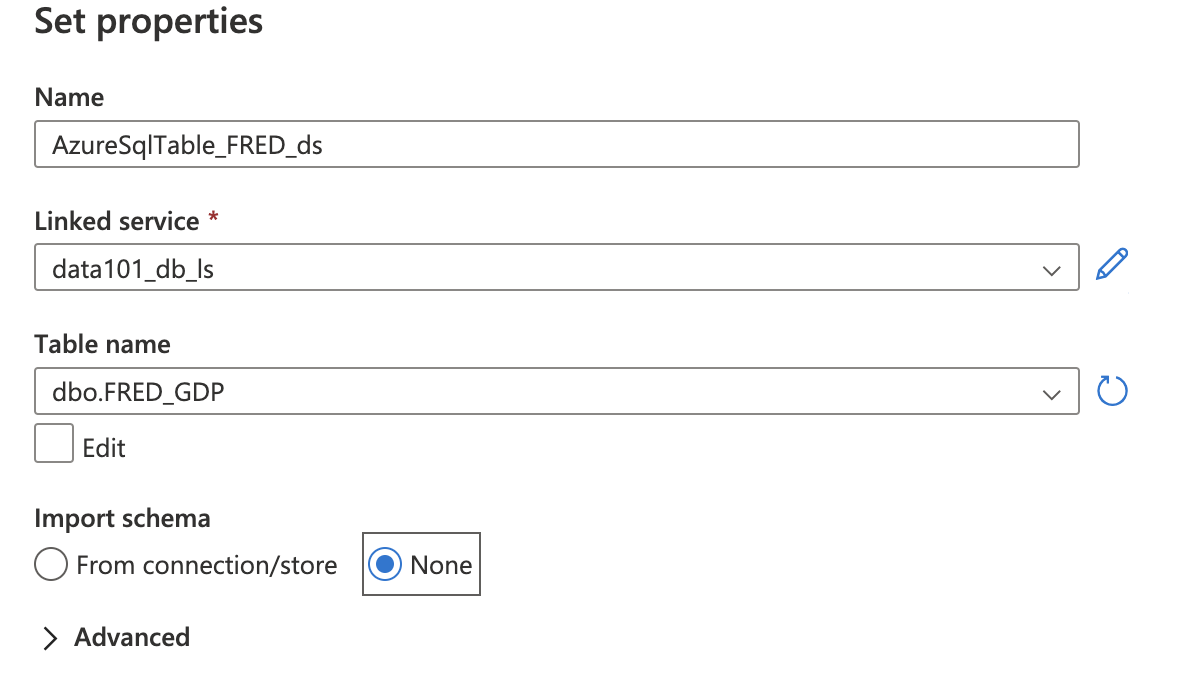 Set properties
Name
AzureSqlTable_FRED_ds
Linked service *
data101_db_ls
Table name
dbo.FRED_GDP
Edit
Import schema
From connection/store None
Advanced